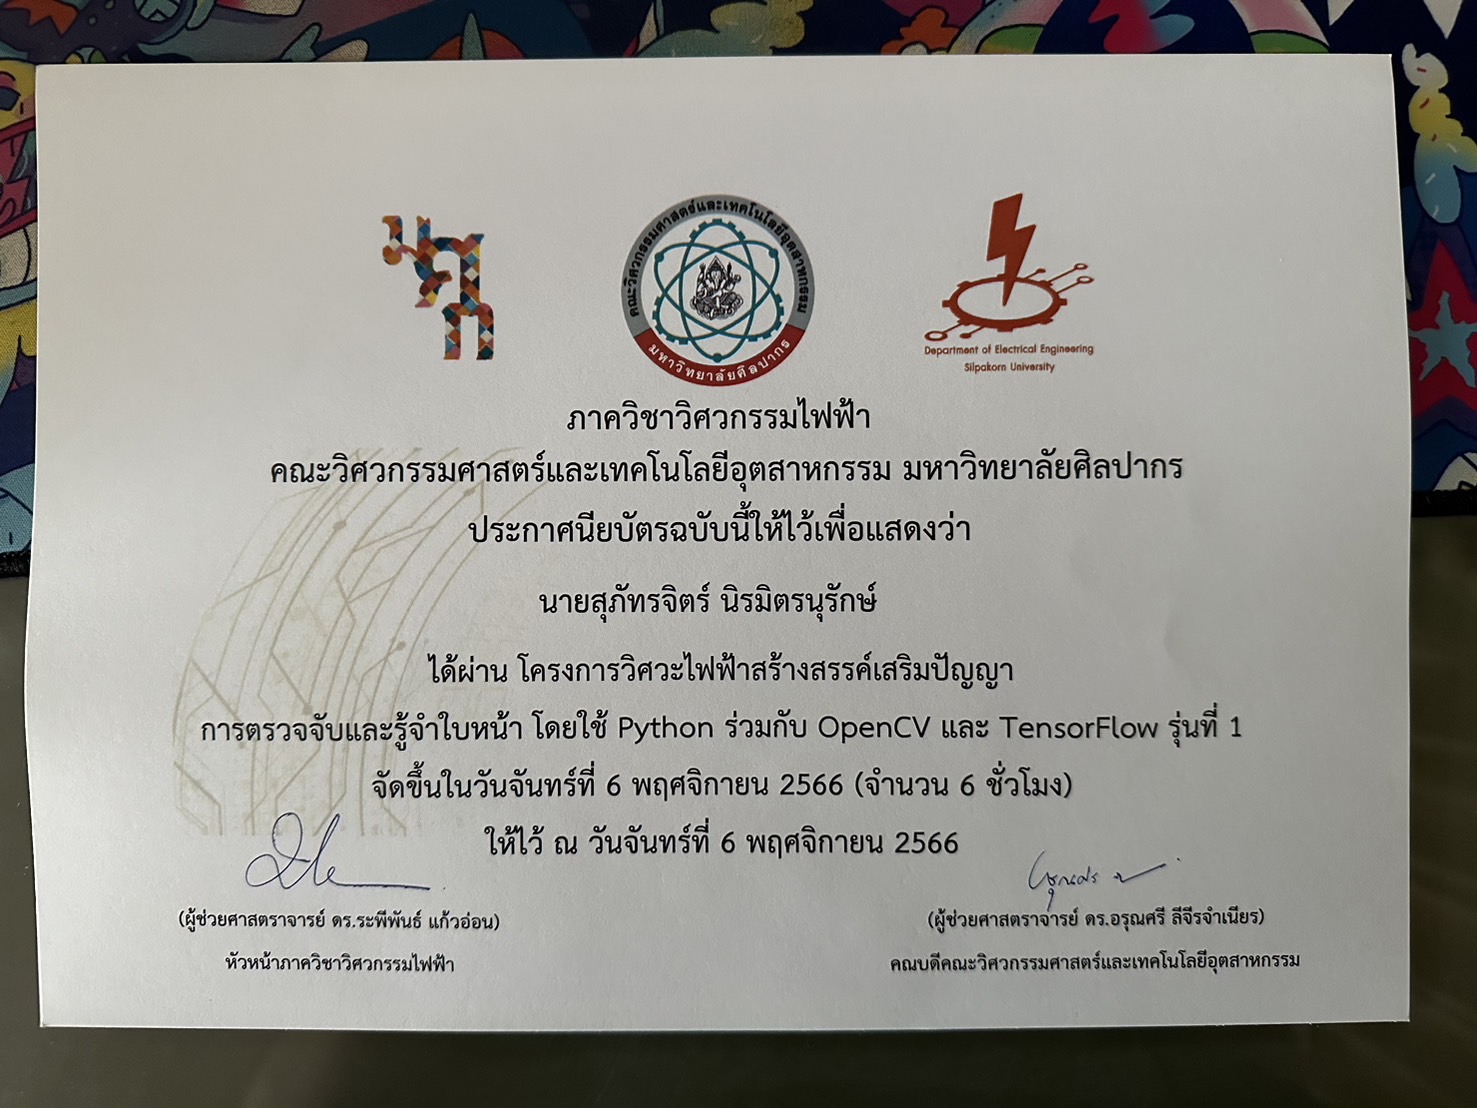 มศก
คณะวิศวกรรมศาสตร์และเทคโนโลยีอุตสาหกรรม
มหาวิทยาลัยศิลปากร
Department of Electrical Engineering
Silpakorn University
ภาควิชาวิศวกรรมไฟฟ้า
คณะวิศวกรรมศาสตร์และเทคโนโลยีอุตสาหกรรม มหาวิทยาลัยศิลปากร
ประกาศนียบัตรฉบับนี้ให้ไว้เพื่อแสดงว่า
นายสุภัทรจิตร์ นิรมิตรนุรักษ์
ได้ผ่าน โครงการวิศวะไฟฟ้าสร้างสรรค์เสริมปัญญา
การตรวจจับและรู้จำใบหน้า โดยใช้ Python ร่วมกับ OpenCV และ TensorFlow รุ่นที่ 1
จัดขึ้นในวันจันทร์ที่ 6 พฤศจิกายน 2566 (จำนวน 6 ชั่วโมง)
ให้ไว้ ณ วันจันทร์ที่ 6 พฤศจิกายน 2566
(ผู้ช่วยศาสตราจารย์ ดร.ระพีพันธ์ แก้วอ่อน)
หัวหน้าภาควิชาวิศวกรรมไฟฟ้า
(ผู้ช่วยศาสตราจารย์ ดร.อรุณศรี ลีจีรจำเนียร)
คณบดีคณะวิศวกรรมศาสตร์และเทคโนโลยีอุตสาหกรรม